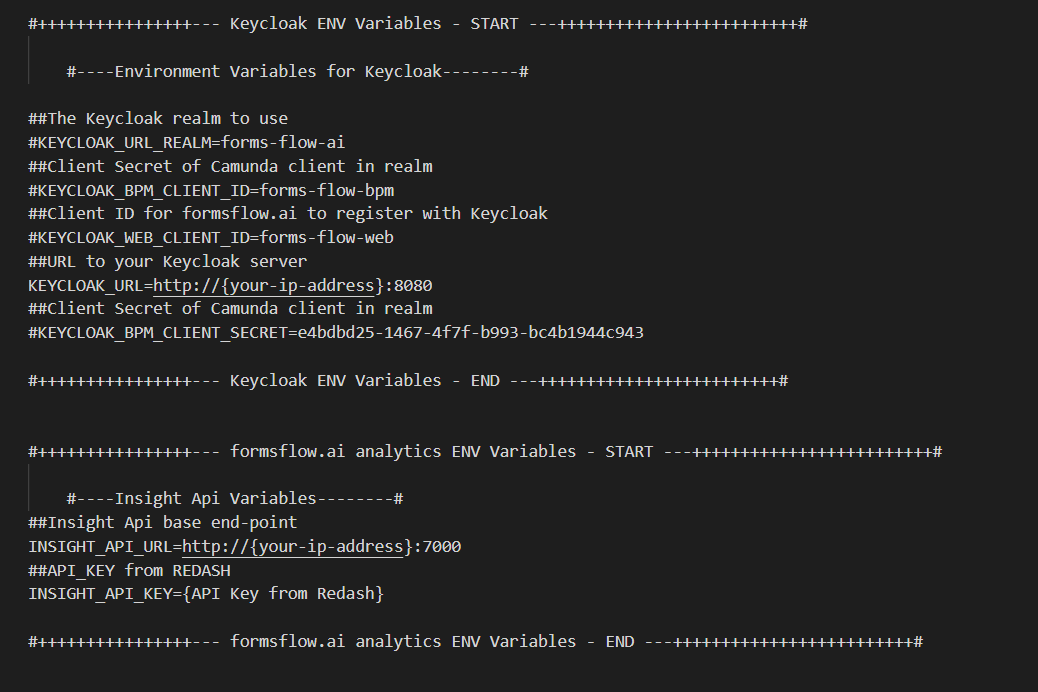 #++++++++++++++++--- Keycloak ENV Variables - START ---+++++++++++++++++++++++++#
#----Environment Variables for Keycloak--------#
##The Keycloak realm to use
#KEYCLOAK_URL_REALM=forms-flow-ai
##Client Secret of Camunda client in realm
#KEYCLOAK_BPM_CLIENT_ID=forms-flow-bpm
##Client ID for formsflow.ai to register with Keycloak
#KEYCLOAK_WEB_CLIENT_ID=forms-flow-web
##URL to your Keycloak server
KEYCLOAK_URL=http://{your-ip-address}:8080
##Client Secret of Camunda client in realm
#KEYCLOAK_BPM_CLIENT_SECRET=e4bdbd25-1467-4f7f-b993-bc4b1944c943
#++++++++++++++++--- Keycloak ENV Variables - END ---+++++++++++++++++++++++++#
#++++++++++++++++--- formsflow.ai analytics ENV Variables - START ---+++++++++++++++++++++++++#
#----Insight Api Variables--------#
##Insight Api base end-point
INSIGHT_API_URL=http://{your-ip-address}:7000
##API_KEY from REDASH
INSIGHT_API_KEY={API Key from Redash}
#++++++++++++++++--- formsflow.ai analytics ENV Variables - END ---+++++++++++++++++++++++++#